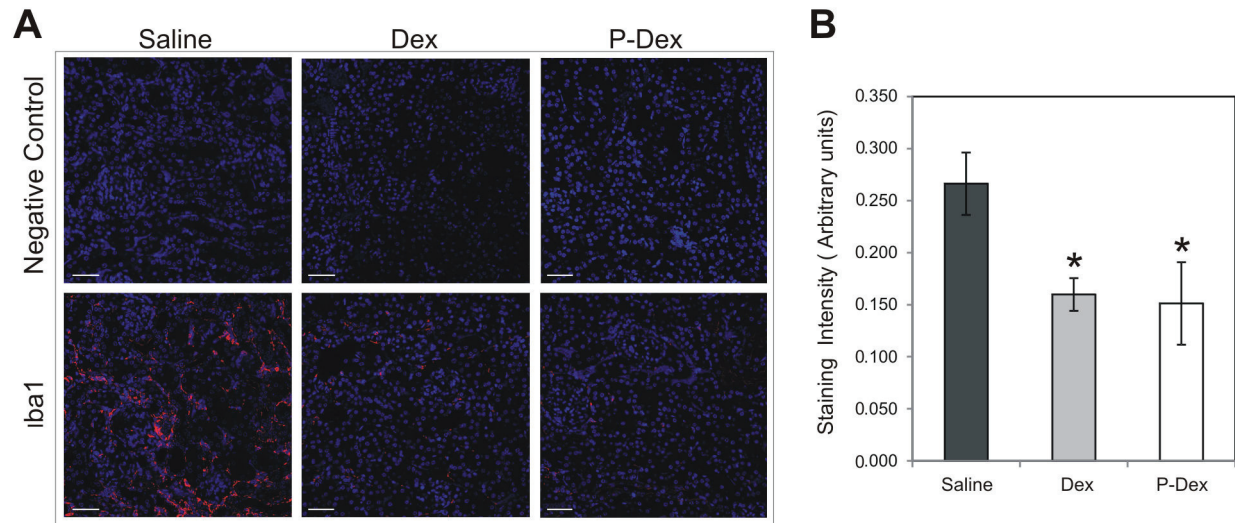 A
B
Saline Dex P-Dex
Negative Control
Iba1
Staining Intensity ( Arbitrary units)
0.350
0.300
0.250
0.200
0.150
0.100
0.050
0.000
*
*
Saline Dex P-Dex